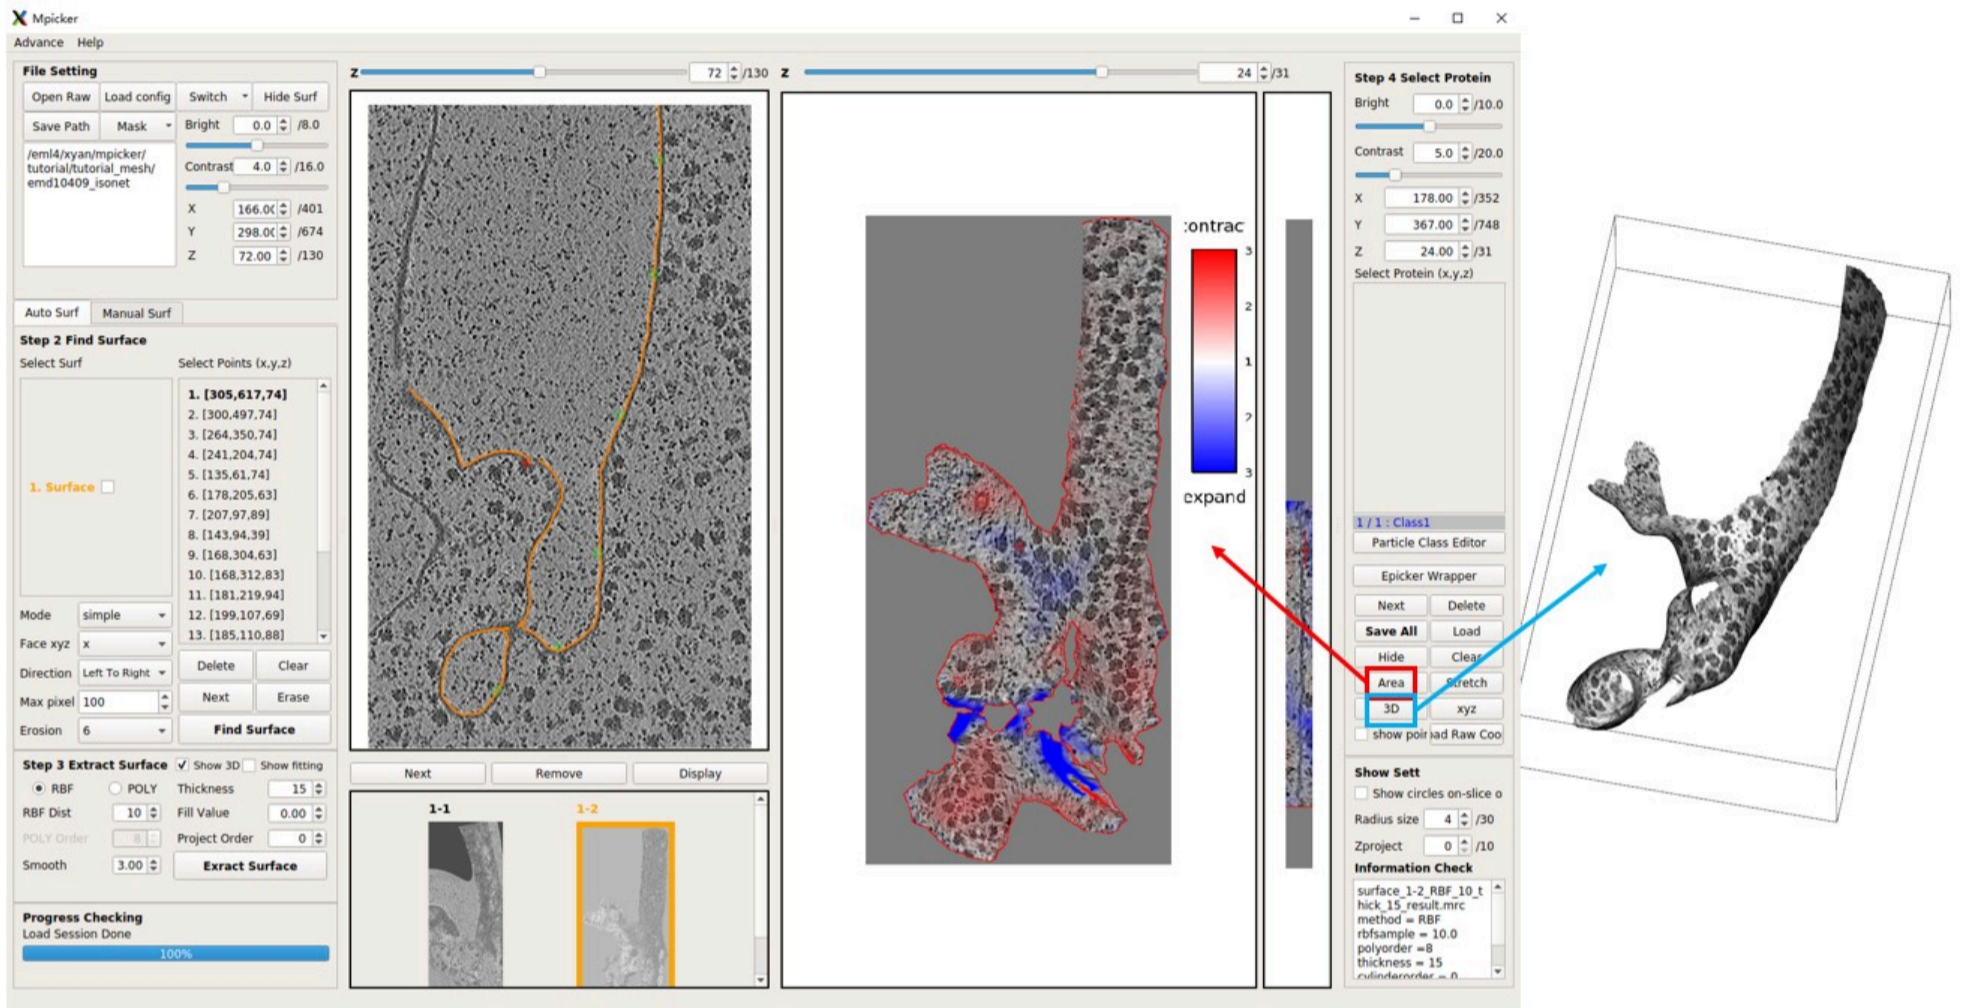 Mpicker
Advance Help
File Setting
Open Raw Load config Switch Hide Surf
Save Path Mask Bright 0.0 /8.0
/eml4/xyan/mpicker/
tutorial/tutorial_mesh/
emd10409_isonet
Contrast 4.0 /16.0
X 166.0( /401
Y 298.0( /674
Z 72.00 /130
Auto Surf Manual Surf
Step 2 Find Surface
Select Surf Select Points (x,y,z)
1. Surface
1. [305,617,74]
2. [300,497,74]
3. [264,350,74]
4. [241,204,74]
5. [135,61,74]
6. [178,205,63]
7. [207,97,89]
8. [143,94,39]
9. [168,304,63]
10. [168,312,83]
11. [181,219,94]
12. [199,107,69]
13. [185,110,88]
Mode simple
Face xyz x
Direction Left To Right
Max pixel 100
Erosion 6
Delete Clear
Next Erase
Find Surface
Step 3 Extract Surface Show 3D Show fitting
RBF POLY Thickness 15
RBF Dist 10 Fill Value 0.00
POLY Order 8 Project Order 0
Smooth 3.00 Exract Surface
Progress Checking
Load Session Done
100%
Z 72 /130
Next Remove Display
1-1 1-2
Z 24 /31
:ontrac
3
2
1
2
3
expand
Step 4 Select Protein
Bright 0.0 /10.0
Contrast 5.0 /20.0
X 178.00 /352
Y 367.00 /748
Z 24.00 /31
Select Protein (x,y,z)
1 / 1 : Class1
Particle Class Editor
Epicker Wrapper
Next Delete
Save All Load
Hide Clear
Area Stretch
3D xyz
show poir ad Raw Coo
Show Sett
Show circles on-slice o
Radius size 4 /30
Zproject 0 /10
Information Check
surface_1-2_RBF_10_t
hick_15_result.mrc
method = RBF
rbfsample = 10.0
polyorder =8
thickness = 15
cylinderorder = 0